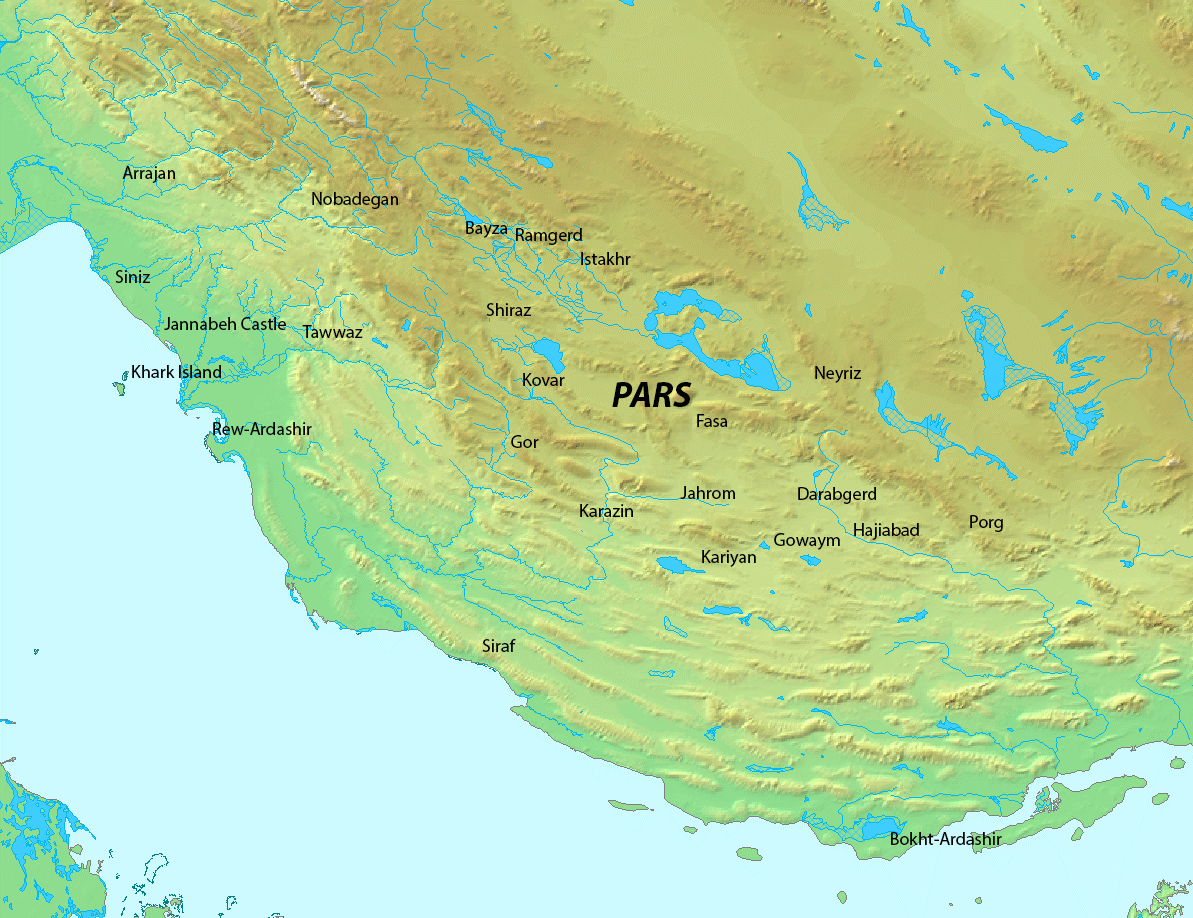 Arrajan
Nobadegan
Bayza
Ramgerd
Istakhr
Siniz
Shiraz
Jannabeh Castle
Tawwaz
Khark Island
Kovar
PARS
Neyriz
Fasa
Rew-Ardashir
Gor
Jahrom
Darabgerd
Karazin
Porg
Hajiabad
Gowaym
Kariyan
Siraf
Bokht-Ardashir